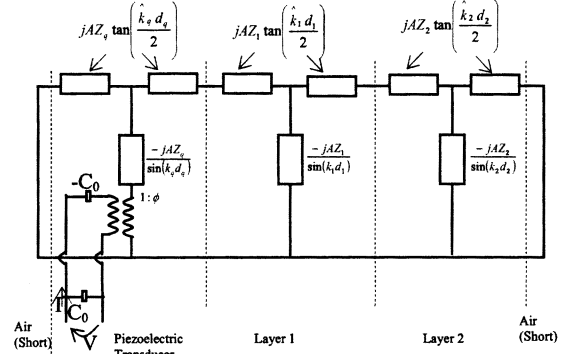 jAZ_q tan(k̂_q d_q / 2)
jAZ_1 tan(k̂_1 d_1 / 2)
jAZ_2 tan(k̂_2 d_2 / 2)
-jAZ_q / sin(k_q d_q)
-jAZ_1 / sin(k_1 d_1)
-jAZ_2 / sin(k_2 d_2)
-C_0
1:ϕ
I
C_0
V
Air
(Short)
Piezoelectric
Transducer
Layer 1
Layer 2
Air
(Short)